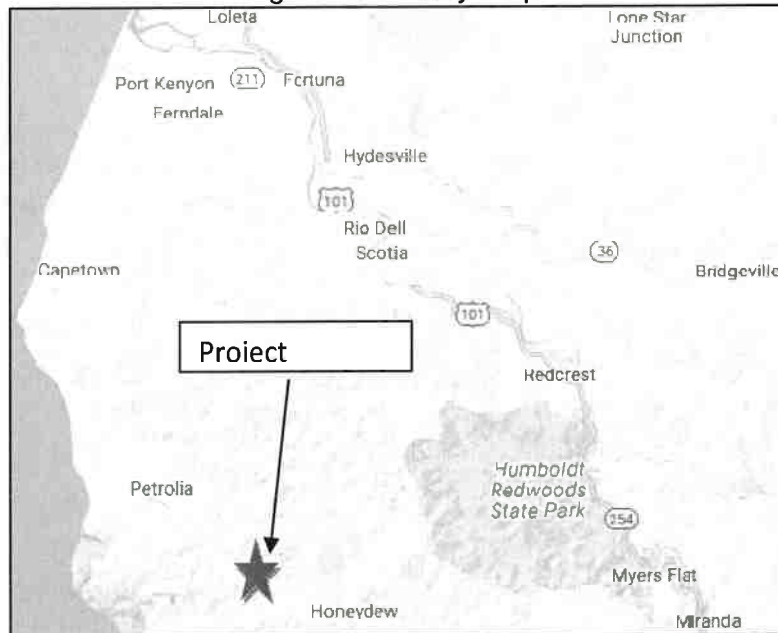 Loleta
Lone Star
Junction
Port Kenyon
211
Fortuna
Ferndale
Hydesville
101
Rio Dell
Scotia
36
Capetown
Bridgeville
101
Project
Redcrest
Petrolia
Humboldt
Redwoods
State Park
254
Myers Flat
Honeydew
Miranda